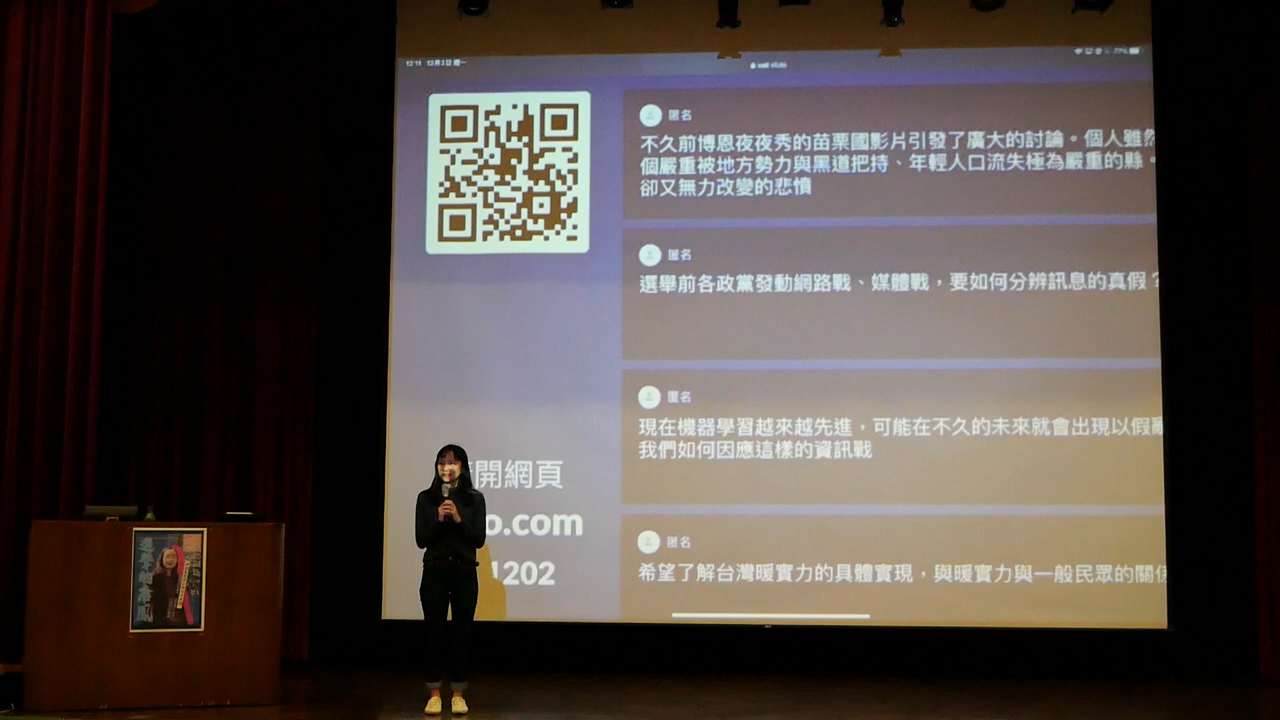 12月3日 週一
匿名
不久前博恩夜夜秀的苗栗國影片引發了廣大的討論。個人雖然
個嚴重被地方勢力與黑道把持、年輕人口流失極為嚴重的縣。
卻又無力改變的悲憤
匿名
選舉前各政黨發動網路戰、媒體戰，要如何分辨訊息的真假？
匿名
現在機器學習越來越先進，可能在不久的未來就會出現以假亂
我們如何因應這樣的資訊戰
匿名
希望了解台灣暖實力的具體實現，與暖實力與一般民眾的關係
開網頁
o.com
1202